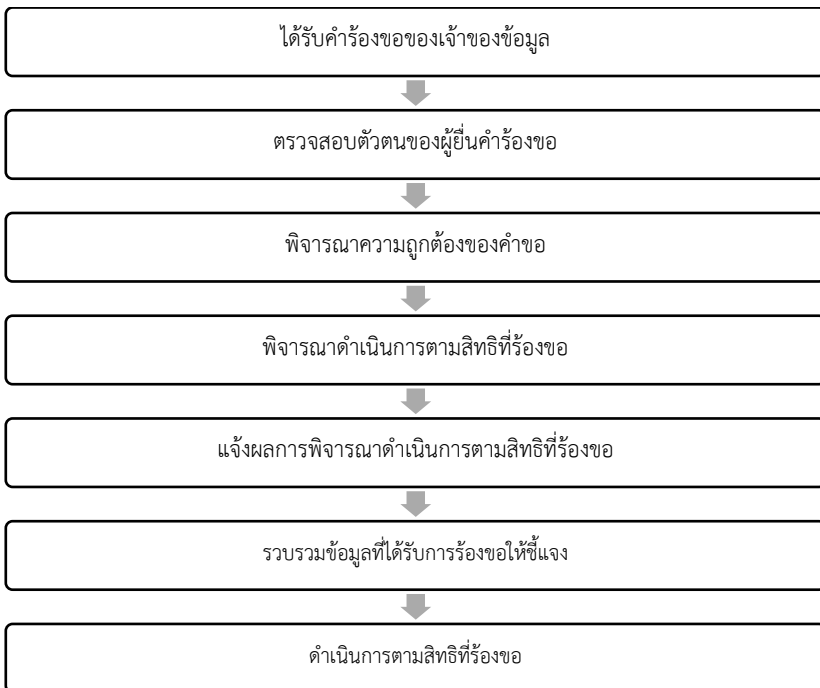 ได้รับคำร้องขอของเจ้าของข้อมูล
ตรวจสอบตัวตนของผู้ยื่นคำร้องขอ
พิจารณาความถูกต้องของคำขอ
พิจารณาดำเนินการตามสิทธิที่ร้องขอ
แจ้งผลการพิจารณาดำเนินการตามสิทธิที่ร้องขอ
รวบรวมข้อมูลที่ได้รับการร้องขอให้ชี้แจง
ดำเนินการตามสิทธิที่ร้องขอ